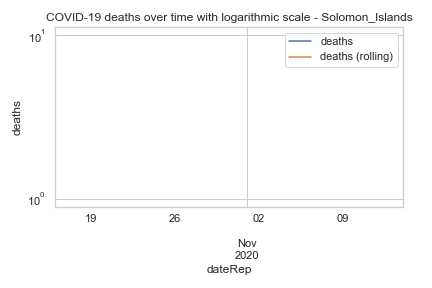 COVID-19 deaths over time with logarithmic scale - Solomon_Islands
10¹
deaths
deaths (rolling)
deaths
10⁰
19
26
02
09
Nov
2020
dateRep